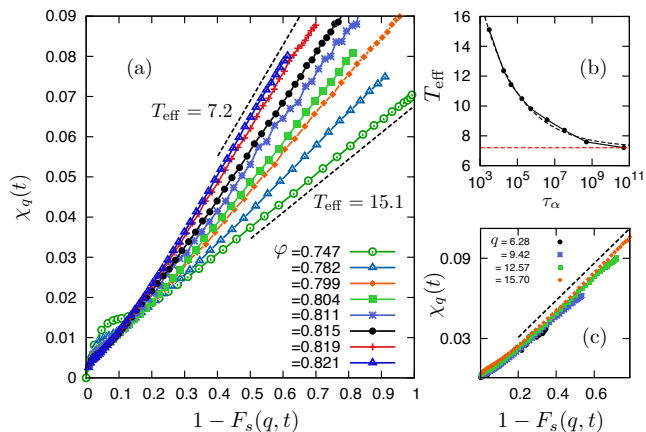 (a)
χq(t)
0.09
0.08
0.07
0.06
0.05
0.04
0.03
0.02
0.01
0
0 0.1 0.2 0.3 0.4 0.5 0.6 0.7 0.8 0.9 1
1 − Fs(q, t)
Teff = 7.2
Teff = 15.1
φ =0.747
=0.782
=0.799
=0.804
=0.811
=0.815
=0.819
=0.821
(b)
Teff
16
14
12
10
8
6
10^3 10^5 10^7 10^9 10^11
τα
q = 6.28
= 9.42
= 12.57
= 15.70
(c)
χq(t)
0.09
0.03
0.2 0.4 0.6 0.8
1 − Fs(q, t)